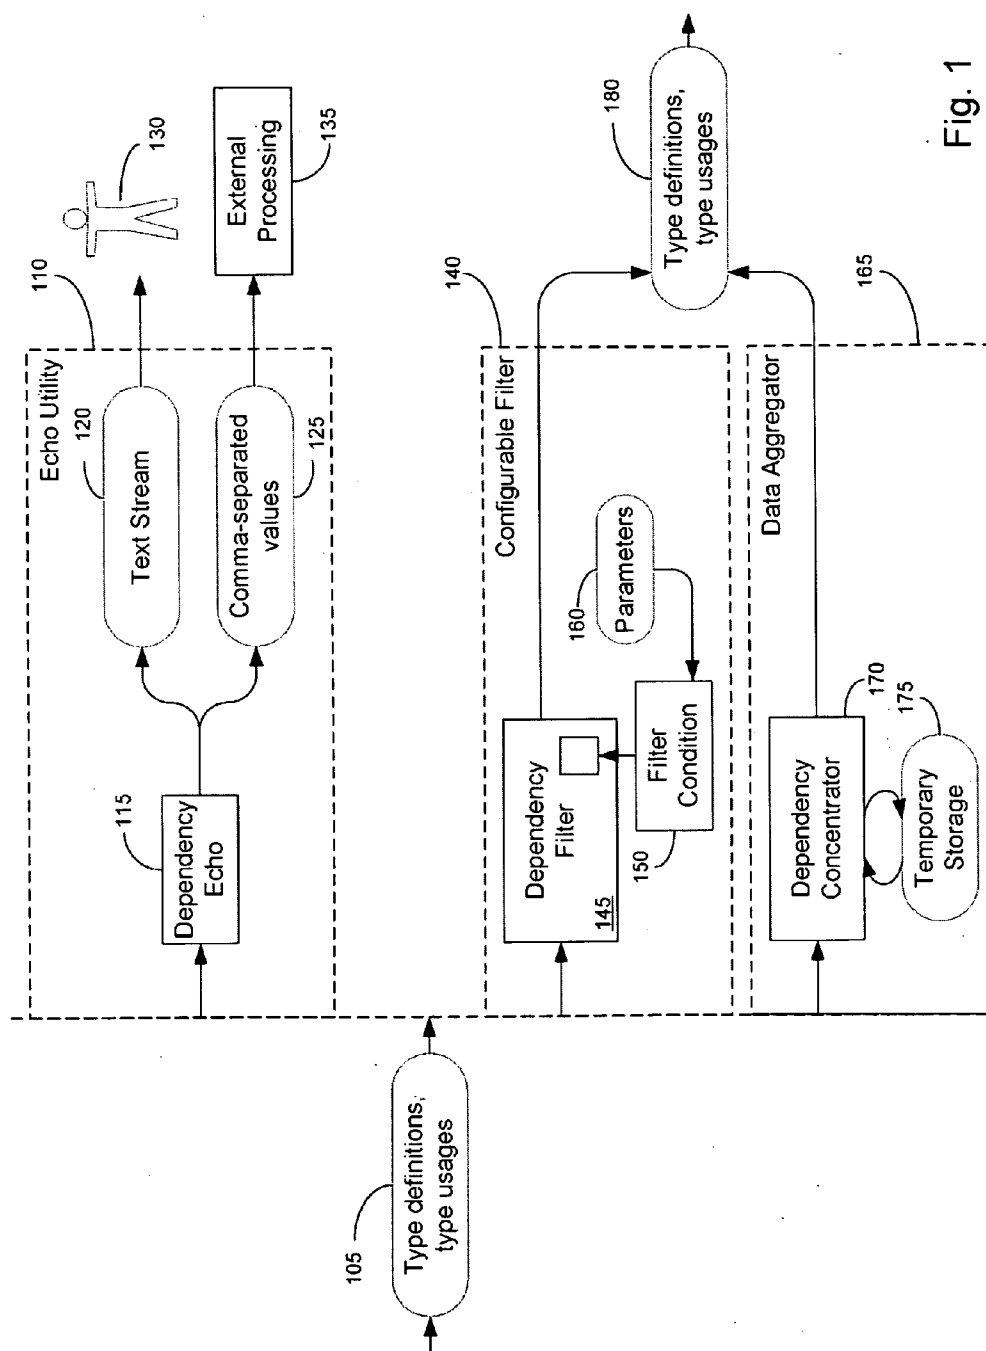 105
Type definitions,
type usages
110
Echo Utility
115
Dependency
Echo
120
Text Stream
Comma-separated
values
125
130
External
Processing
135
140
Configurable Filter
Dependency
Filter
145
Filter
Condition
150
160
Parameters
165
Data Aggregator
Dependency
Concentrator
170
175
Temporary
Storage
180
Type definitions,
type usages
Fig. 1